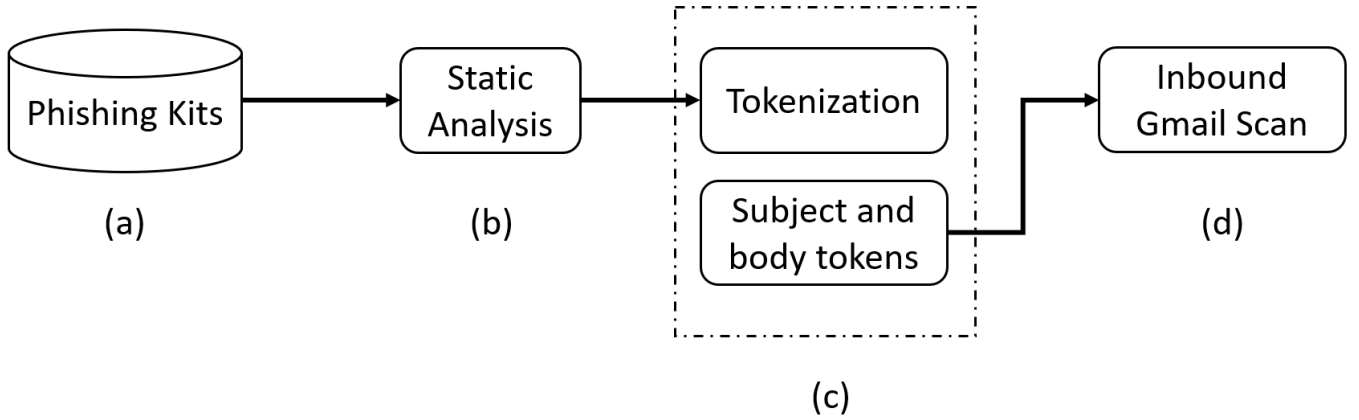 Phishing Kits
(a)
Static
Analysis
(b)
Tokenization
Subject and
body tokens
(c)
Inbound
Gmail Scan
(d)